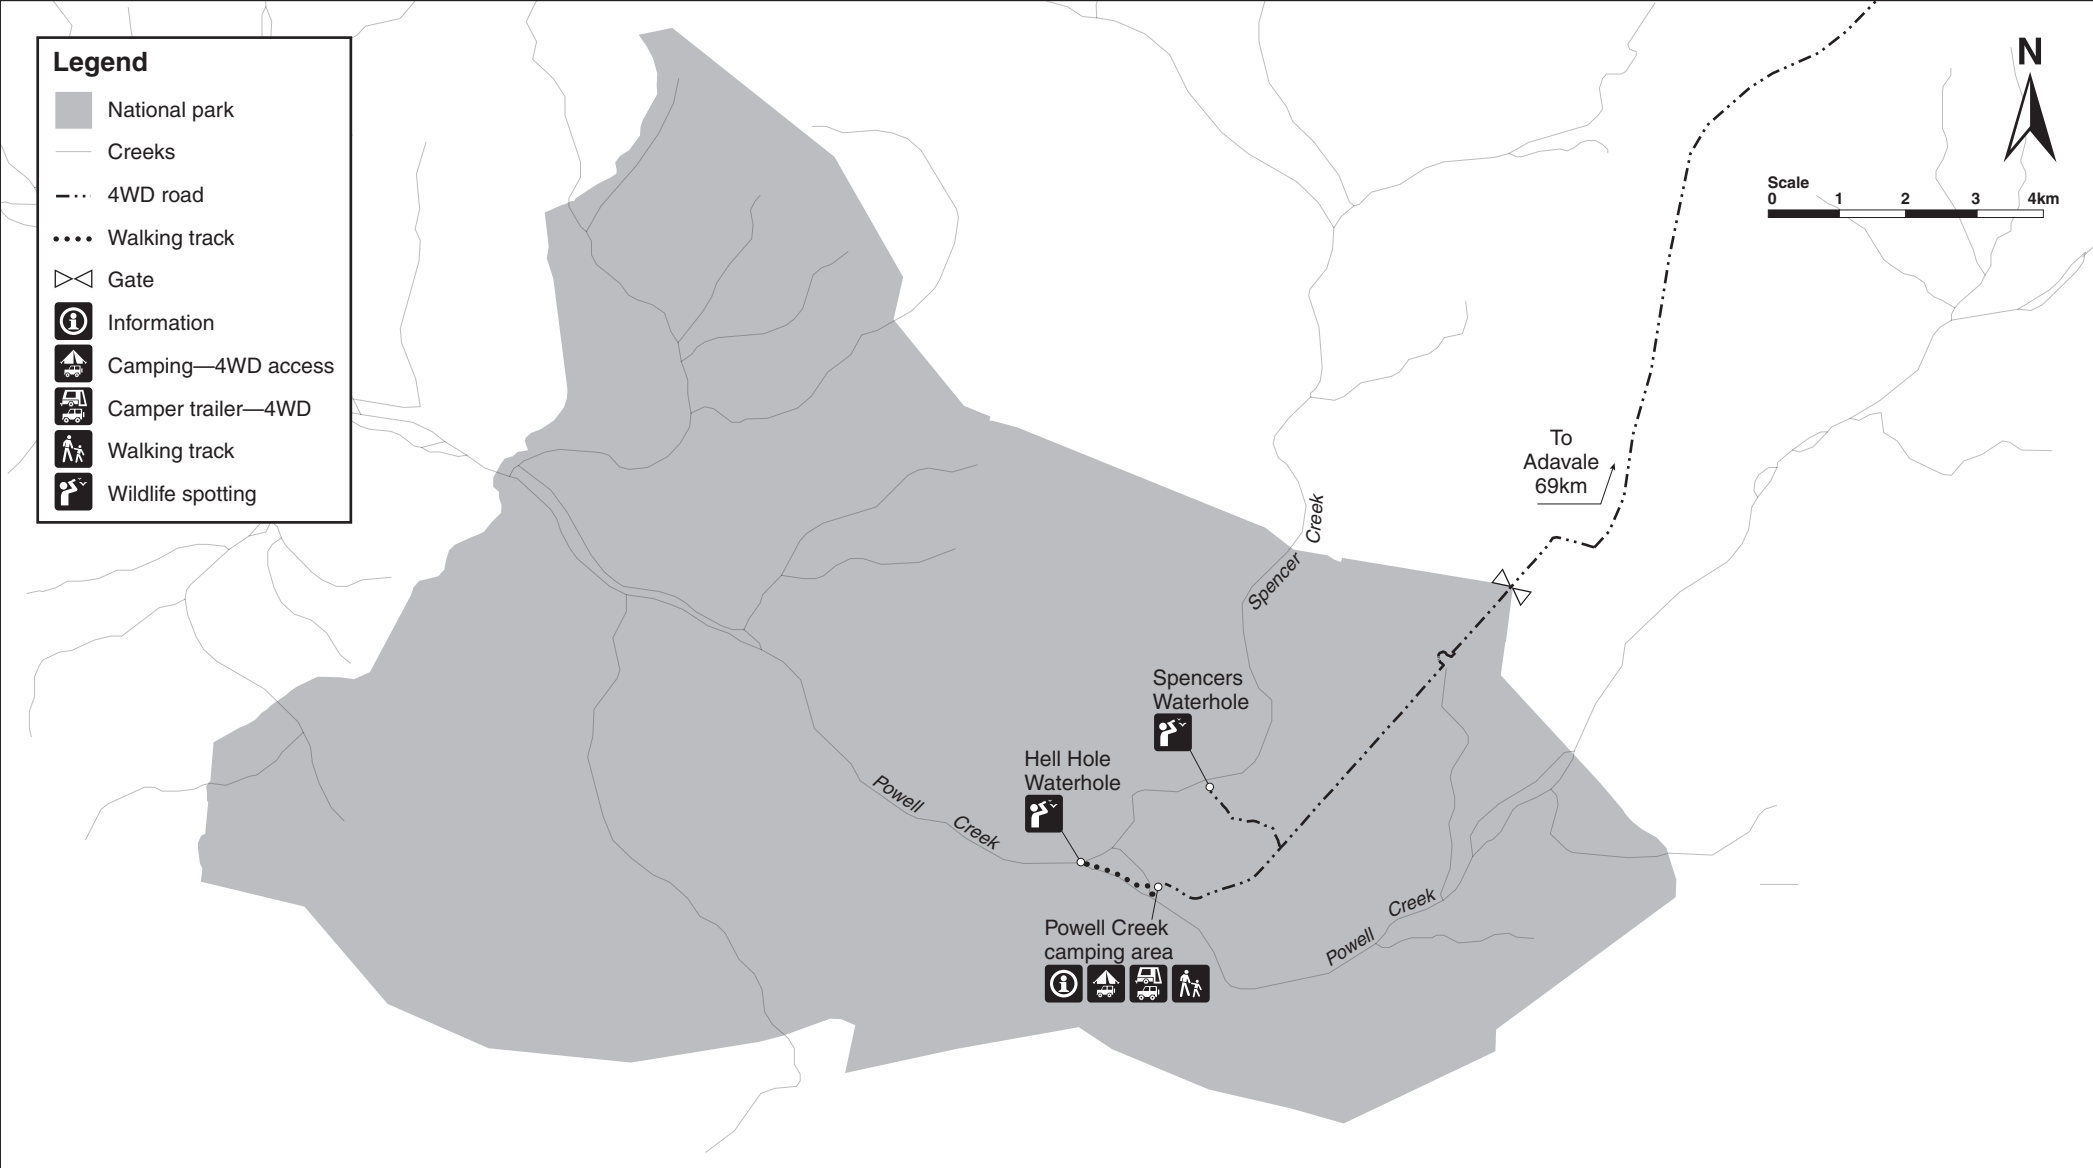 Legend
National park
Creeks
4WD road
Walking track
Gate
Information
Camping—4WD access
Camper trailer—4WD
Walking track
Wildlife spotting
N
Scale
0 1 2 3 4km
To
Adavale
69km
Spencer Creek
Spencers
Waterhole
Hell Hole
Waterhole
Powell Creek
Powell Creek
Powell Creek
camping area